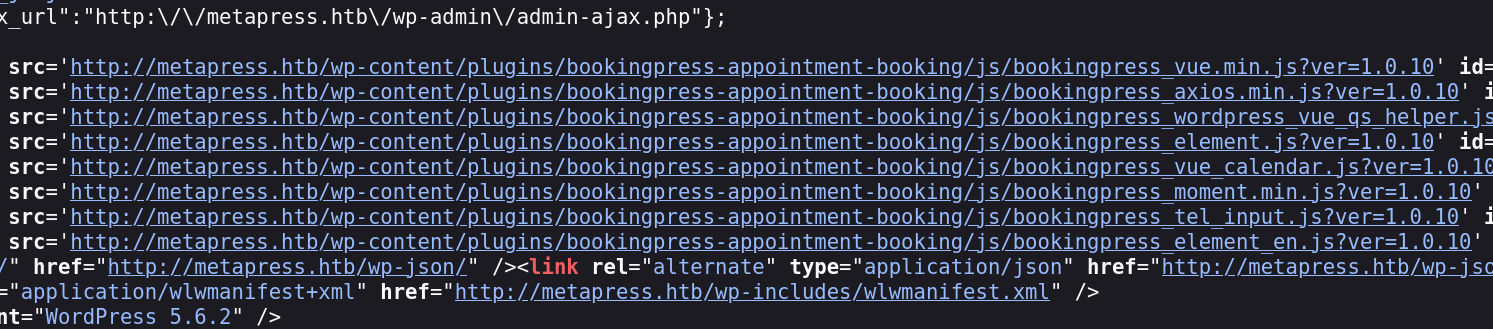 x_url":"http:\/\/metapress.htb\/wp-admin\/admin-ajax.php"};
src='http://metapress.htb/wp-content/plugins/bookingpress-appointment-booking/js/bookingpress_vue.min.js?ver=1.0.10' id=
src='http://metapress.htb/wp-content/plugins/bookingpress-appointment-booking/js/bookingpress_axios.min.js?ver=1.0.10' i
src='http://metapress.htb/wp-content/plugins/bookingpress-appointment-booking/js/bookingpress_wordpress_vue_qs_helper.js
src='http://metapress.htb/wp-content/plugins/bookingpress-appointment-booking/js/bookingpress_element.js?ver=1.0.10' id=
src='http://metapress.htb/wp-content/plugins/bookingpress-appointment-booking/js/bookingpress_vue_calendar.js?ver=1.0.10
src='http://metapress.htb/wp-content/plugins/bookingpress-appointment-booking/js/bookingpress_moment.min.js?ver=1.0.10'
src='http://metapress.htb/wp-content/plugins/bookingpress-appointment-booking/js/bookingpress_tel_input.js?ver=1.0.10' i
src='http://metapress.htb/wp-content/plugins/bookingpress-appointment-booking/js/bookingpress_element_en.js?ver=1.0.10'
/" href="http://metapress.htb/wp-json/" /><link rel="alternate" type="application/json" href="http://metapress.htb/wp-jso
="application/wlwmanifest+xml" href="http://metapress.htb/wp-includes/wlwmanifest.xml" />
nt="WordPress 5.6.2" />